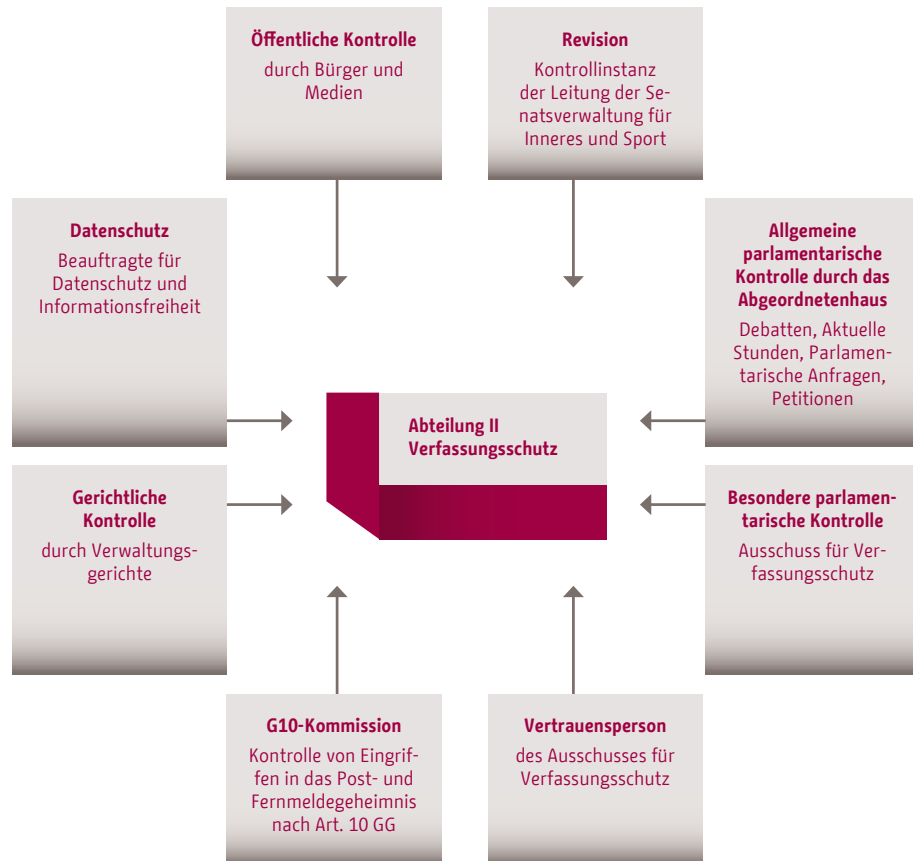 Öffentliche Kontrolle
durch Bürger und
Medien
Revision
Kontrollinstanz
der Leitung der Se-
natsverwaltung für
Inneres und Sport
Datenschutz
Beauftragte für
Datenschutz und
Informationsfreiheit
Allgemeine
parlamentarische
Kontrolle durch das
Abgeordnetenhaus
Debatten, Aktuelle
Stunden, Parlamen-
tarische Anfragen,
Petitionen
Abteilung II
Verfassungsschutz
Gerichtliche
Kontrolle
durch Verwaltungs-
gerichte
Besondere parlamen-
tarische Kontrolle
Ausschuss für Ver-
fassungsschutz
G10-Kommission
Kontrolle von Eingrif-
fen in das Post- und
Fernmeldegeheimnis
nach Art. 10 GG
Vertrauensperson
des Ausschusses für
Verfassungsschutz